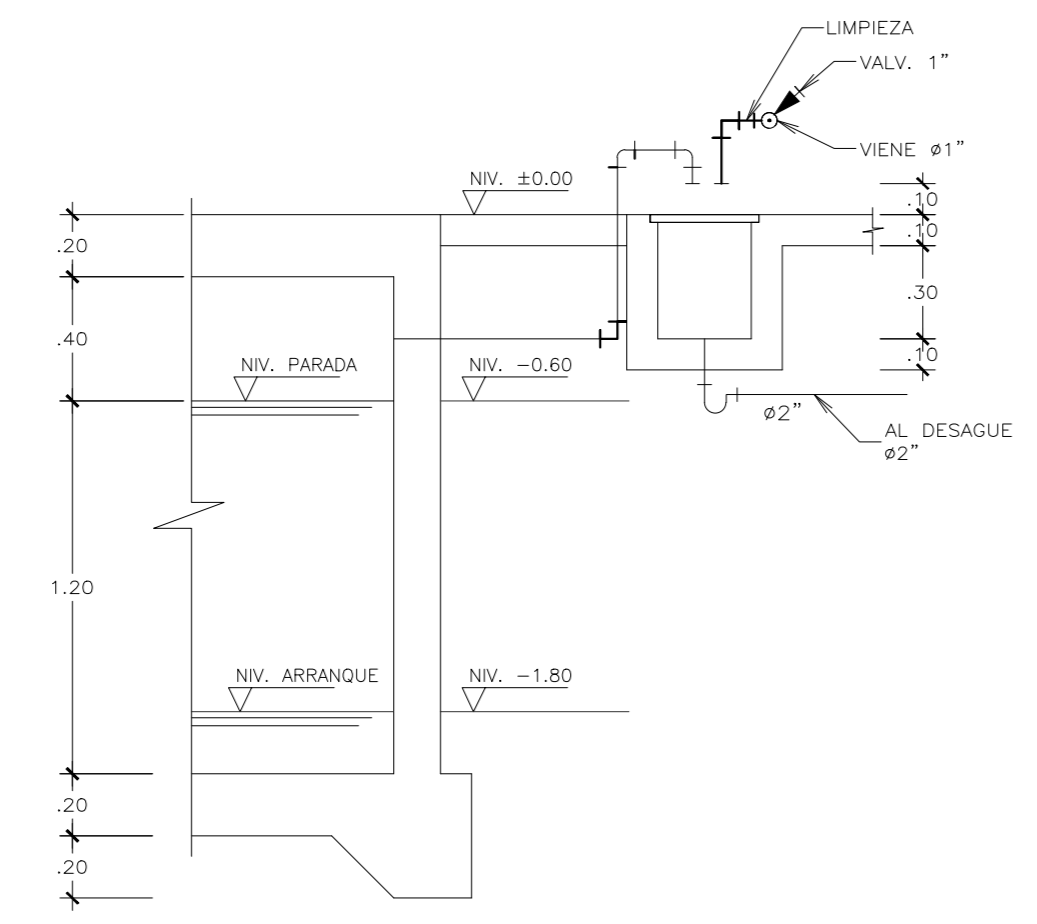 LIMPIEZA
VALV. 1"
VIENE ø1"
NIV. ±0.00
.10
.10
.20
.30
.40
.10
NIV. PARADA
NIV. −0.60
ø2"
AL DESAGUE
ø2"
1.20
NIV. ARRANQUE
NIV. −1.80
.20
.20